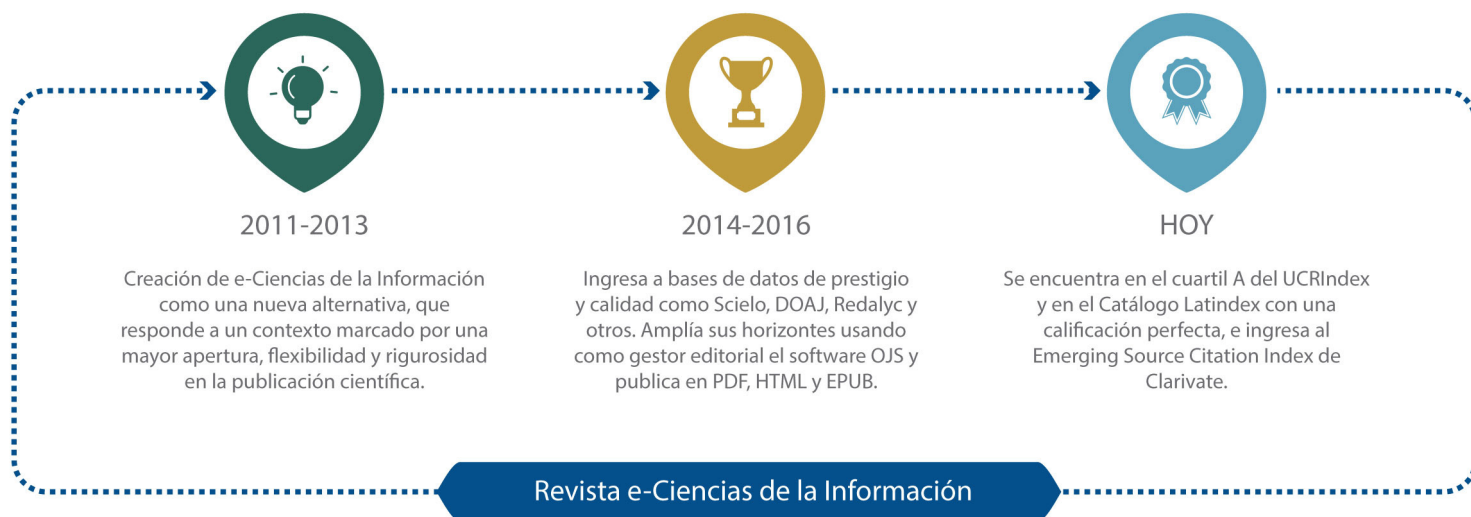 2011-2013
Creación de e-Ciencias de la Información
como una nueva alternativa, que
responde a un contexto marcado por una
mayor apertura, flexibilidad y rigurosidad
en la publicación científica.
2014-2016
Ingresa a bases de datos de prestigio
y calidad como Scielo, DOAJ, Redalyc y
otros. Amplía sus horizontes usando
como gestor editorial el software OJS y
publica en PDF, HTML y EPUB.
HOY
Se encuentra en el cuartil A del UCRIndex
y en el Catálogo Latindex con una
calificación perfecta, e ingresa al
Emerging Source Citation Index de
Clarivate.
Revista e-Ciencias de la Información